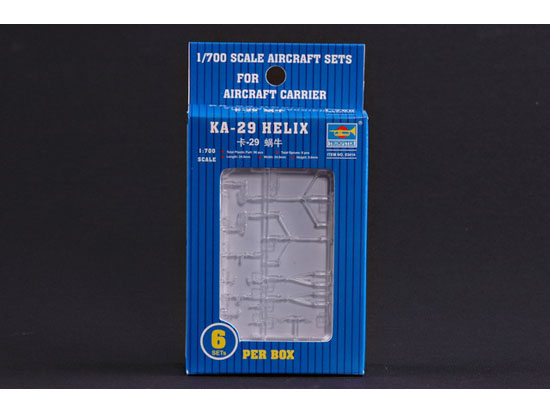 1/700 SCALE AIRCRAFT SETS
FOR
AIRCRAFT CARRIER
KA-29 HELIX
卡-29 蜗牛
1:700
SCALE
6
SETs
PER BOX